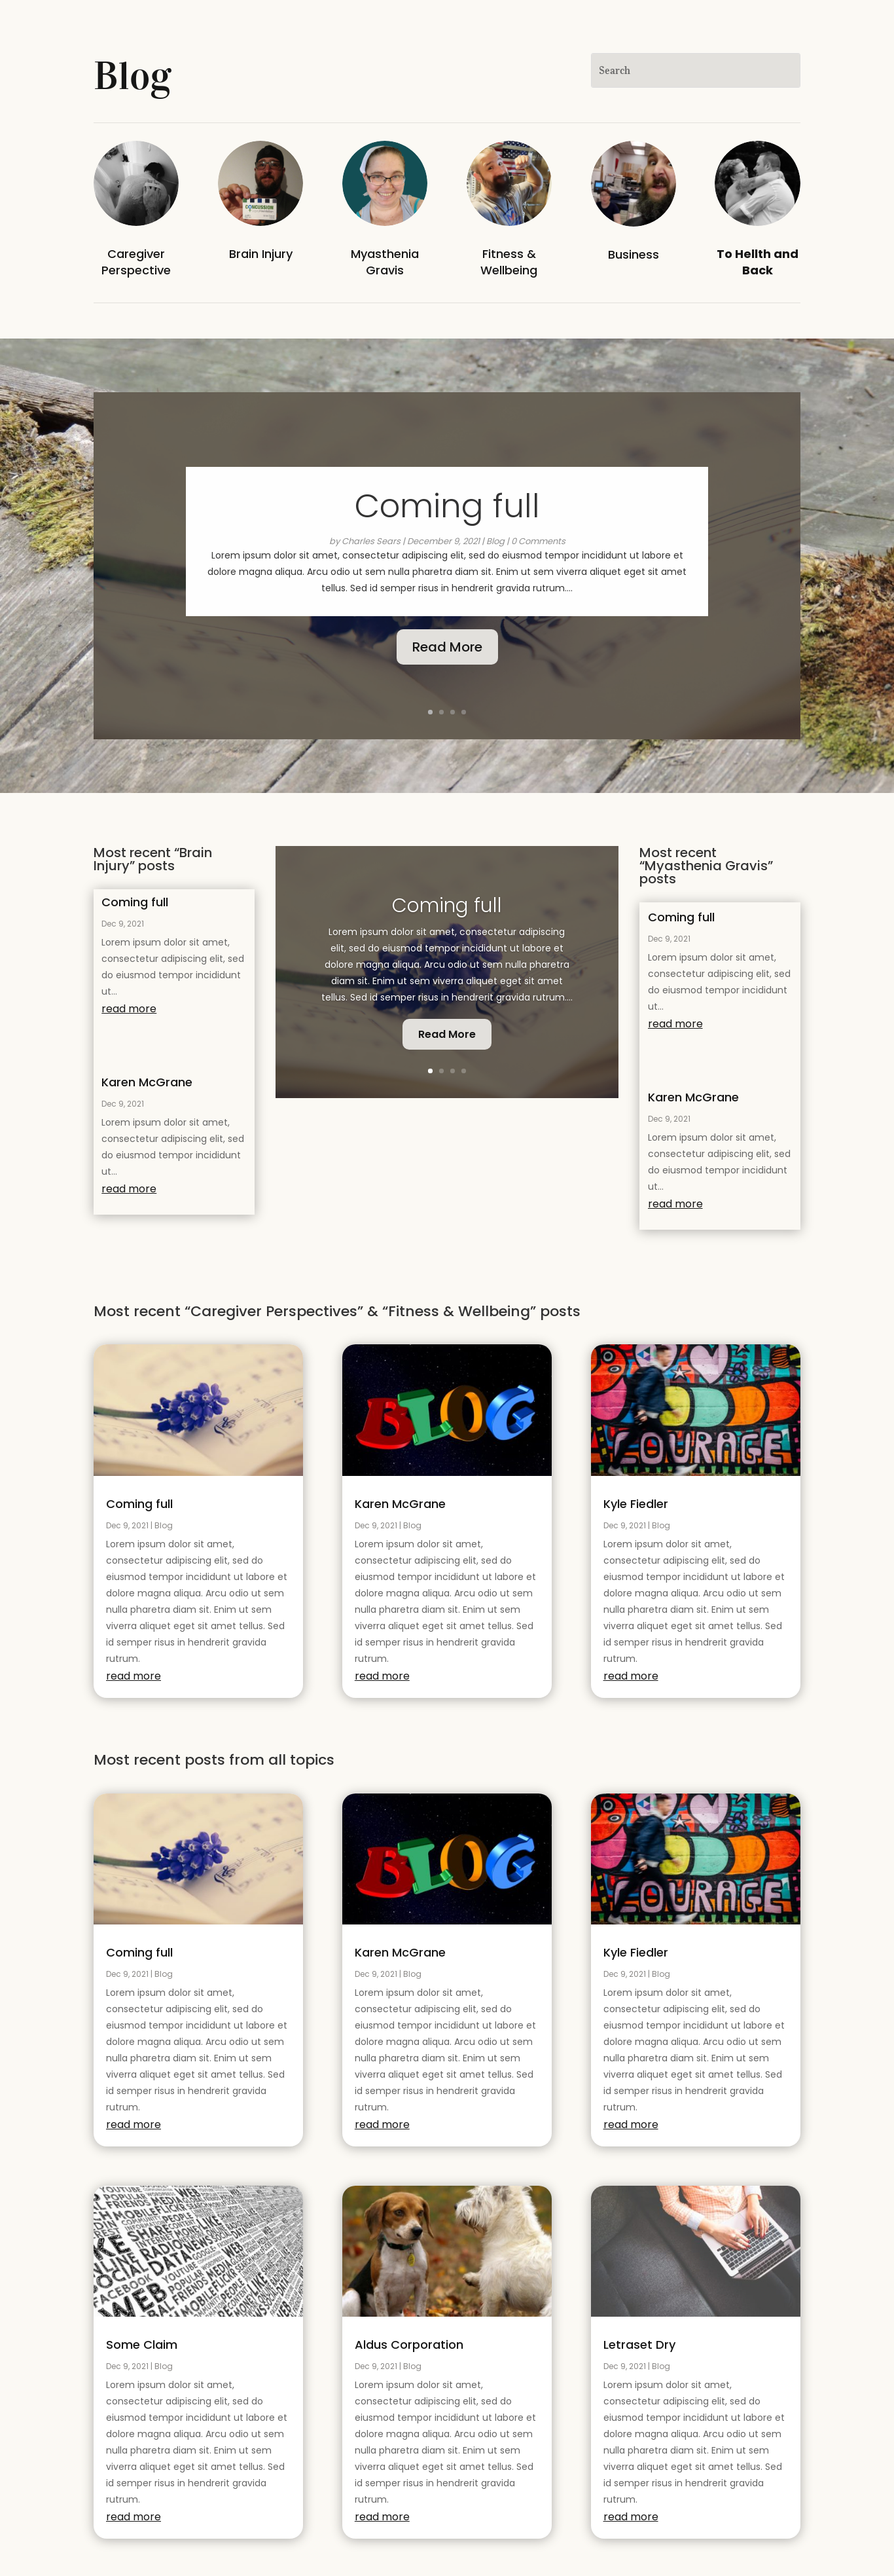 Blog
Search
Caregiver
Perspective
Brain Injury
Myasthenia
Gravis
Fitness &
Wellbeing
Business
To Hellth and
Back
Coming full
by Charles Sears | December 9, 2021 | Blog | 0 Comments
Lorem ipsum dolor sit amet, consectetur adipiscing elit, sed do eiusmod tempor incididunt ut labore et
dolore magna aliqua. Arcu odio ut sem nulla pharetra diam sit. Enim ut sem viverra aliquet eget sit amet
tellus. Sed id semper risus in hendrerit gravida rutrum....
Read More
Most recent “Brain
Injury” posts
Coming full
Dec 9, 2021
Lorem ipsum dolor sit amet,
consectetur adipiscing elit, sed
do eiusmod tempor incididunt
ut...
read more
Karen McGrane
Dec 9, 2021
Lorem ipsum dolor sit amet,
consectetur adipiscing elit, sed
do eiusmod tempor incididunt
ut...
read more
Coming full
Lorem ipsum dolor sit amet, consectetur adipiscing
elit, sed do eiusmod tempor incididunt ut labore et
dolore magna aliqua. Arcu odio ut sem nulla pharetra
diam sit. Enim ut sem viverra aliquet eget sit amet
tellus. Sed id semper risus in hendrerit gravida rutrum....
Read More
Most recent
“Myasthenia Gravis”
posts
Coming full
Dec 9, 2021
Lorem ipsum dolor sit amet,
consectetur adipiscing elit, sed
do eiusmod tempor incididunt
ut...
read more
Karen McGrane
Dec 9, 2021
Lorem ipsum dolor sit amet,
consectetur adipiscing elit, sed
do eiusmod tempor incididunt
ut...
read more
Most recent “Caregiver Perspectives” & “Fitness & Wellbeing” posts
Coming full
Dec 9, 2021 | Blog
Lorem ipsum dolor sit amet,
consectetur adipiscing elit, sed do
eiusmod tempor incididunt ut labore et
dolore magna aliqua. Arcu odio ut sem
nulla pharetra diam sit. Enim ut sem
viverra aliquet eget sit amet tellus. Sed
id semper risus in hendrerit gravida
rutrum.
read more
BLOG
Karen McGrane
Dec 9, 2021 | Blog
Lorem ipsum dolor sit amet,
consectetur adipiscing elit, sed do
eiusmod tempor incididunt ut labore et
dolore magna aliqua. Arcu odio ut sem
nulla pharetra diam sit. Enim ut sem
viverra aliquet eget sit amet tellus. Sed
id semper risus in hendrerit gravida
rutrum.
read more
COURAGE
Kyle Fiedler
Dec 9, 2021 | Blog
Lorem ipsum dolor sit amet,
consectetur adipiscing elit, sed do
eiusmod tempor incididunt ut labore et
dolore magna aliqua. Arcu odio ut sem
nulla pharetra diam sit. Enim ut sem
viverra aliquet eget sit amet tellus. Sed
id semper risus in hendrerit gravida
rutrum.
read more
Most recent posts from all topics
Coming full
Dec 9, 2021 | Blog
Lorem ipsum dolor sit amet,
consectetur adipiscing elit, sed do
eiusmod tempor incididunt ut labore et
dolore magna aliqua. Arcu odio ut sem
nulla pharetra diam sit. Enim ut sem
viverra aliquet eget sit amet tellus. Sed
id semper risus in hendrerit gravida
rutrum.
read more
BLOG
Karen McGrane
Dec 9, 2021 | Blog
Lorem ipsum dolor sit amet,
consectetur adipiscing elit, sed do
eiusmod tempor incididunt ut labore et
dolore magna aliqua. Arcu odio ut sem
nulla pharetra diam sit. Enim ut sem
viverra aliquet eget sit amet tellus. Sed
id semper risus in hendrerit gravida
rutrum.
read more
COURAGE
Kyle Fiedler
Dec 9, 2021 | Blog
Lorem ipsum dolor sit amet,
consectetur adipiscing elit, sed do
eiusmod tempor incididunt ut labore et
dolore magna aliqua. Arcu odio ut sem
nulla pharetra diam sit. Enim ut sem
viverra aliquet eget sit amet tellus. Sed
id semper risus in hendrerit gravida
rutrum.
read more
Some Claim
Dec 9, 2021 | Blog
Lorem ipsum dolor sit amet,
consectetur adipiscing elit, sed do
eiusmod tempor incididunt ut labore et
dolore magna aliqua. Arcu odio ut sem
nulla pharetra diam sit. Enim ut sem
viverra aliquet eget sit amet tellus. Sed
id semper risus in hendrerit gravida
rutrum.
read more
Aldus Corporation
Dec 9, 2021 | Blog
Lorem ipsum dolor sit amet,
consectetur adipiscing elit, sed do
eiusmod tempor incididunt ut labore et
dolore magna aliqua. Arcu odio ut sem
nulla pharetra diam sit. Enim ut sem
viverra aliquet eget sit amet tellus. Sed
id semper risus in hendrerit gravida
rutrum.
read more
Letraset Dry
Dec 9, 2021 | Blog
Lorem ipsum dolor sit amet,
consectetur adipiscing elit, sed do
eiusmod tempor incididunt ut labore et
dolore magna aliqua. Arcu odio ut sem
nulla pharetra diam sit. Enim ut sem
viverra aliquet eget sit amet tellus. Sed
id semper risus in hendrerit gravida
rutrum.
read more